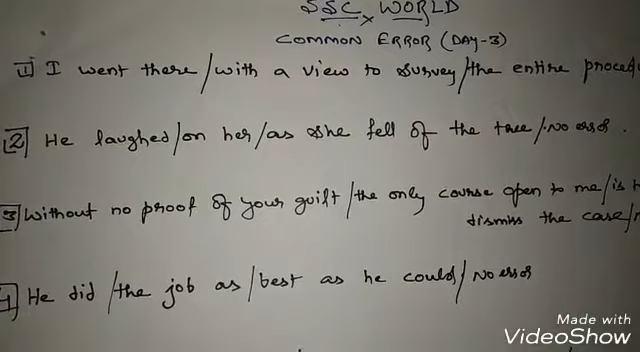 SSC WORLD
COMMON ERROR (DAY-3)
1) I went there/with a view to survey/the entire
2 He laughed/on her/as she fell of the tree/.No error.
3 Without no proof of your guilt/the only course open to me/is
dismiss the case/
4 He did/the job as/best as he could/No error
Made with
VideoShow